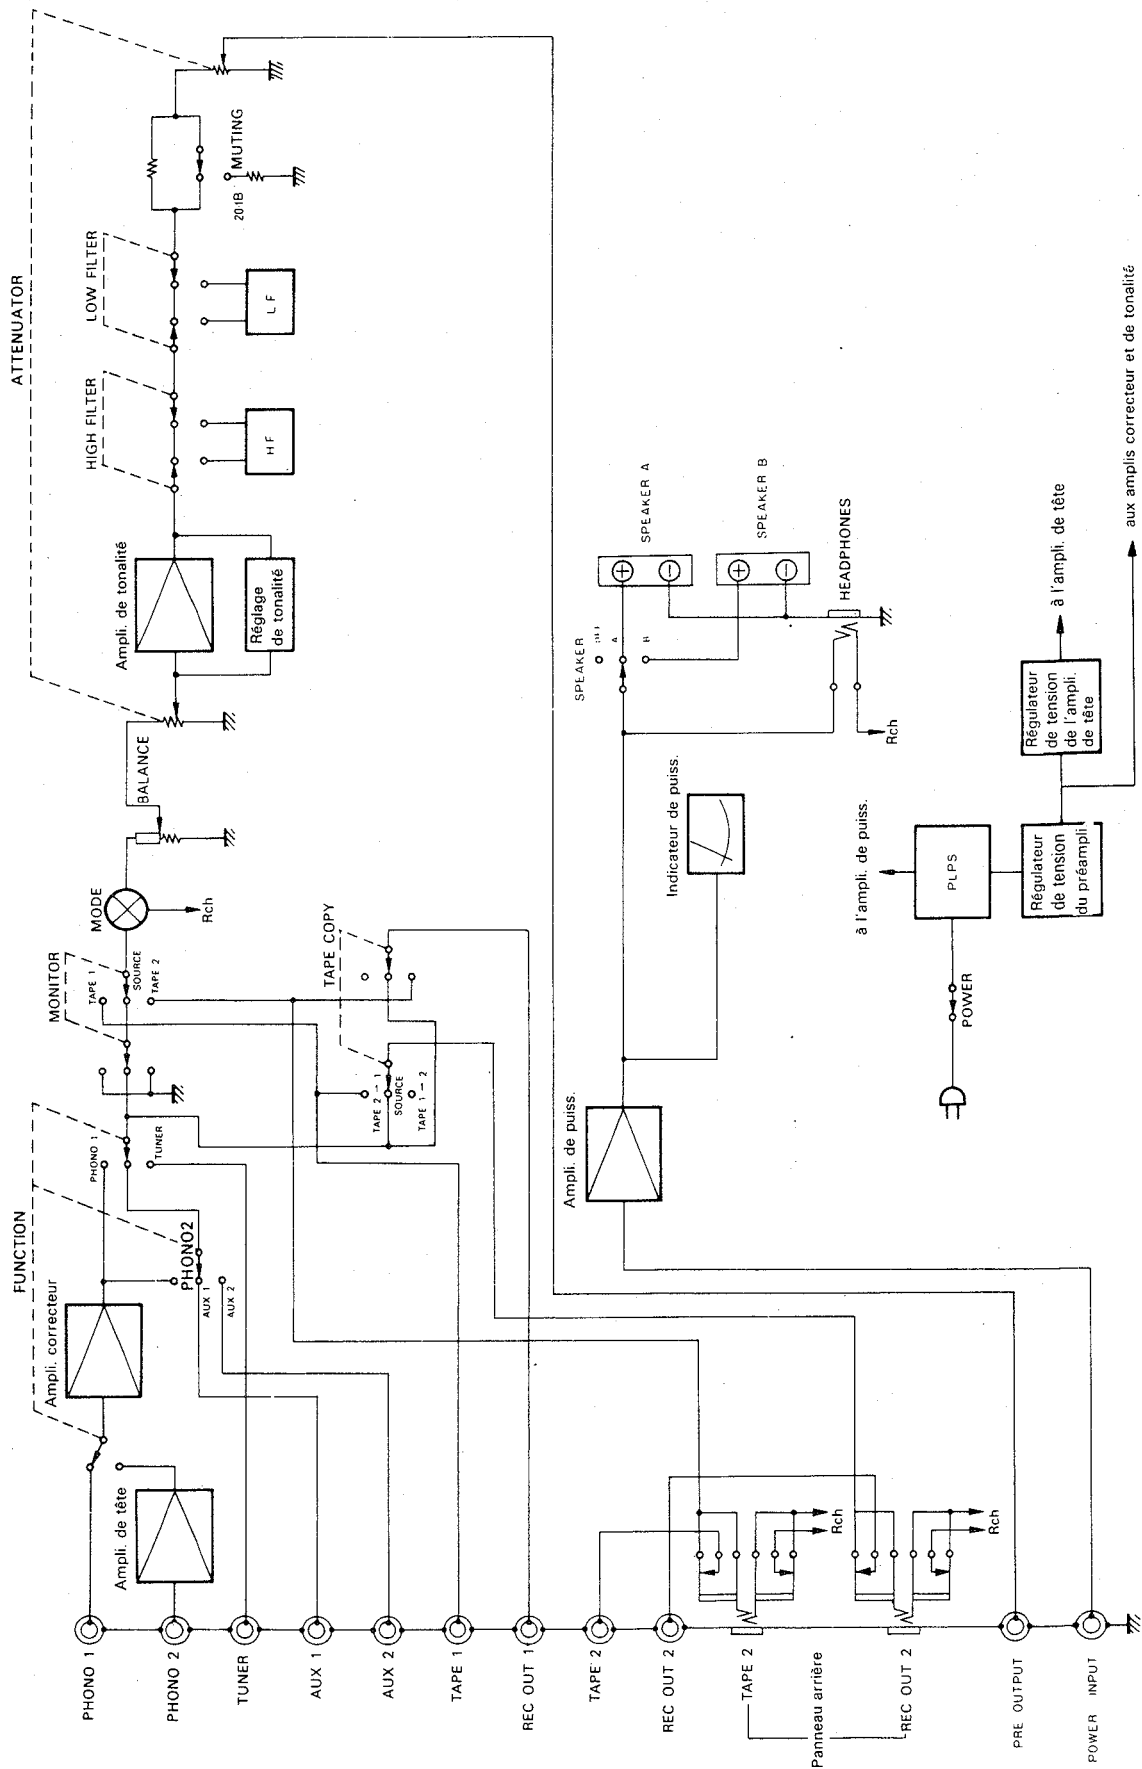 ATTENUATOR
FUNCTION
MONITOR
HIGH FILTER
LOW FILTER
MUTING
MODE
BALANCE
Ampli. de tonalité
Réglage
de tonalité
HF
LF
Rch
Ampli. correcteur
PHONO 1
TUNER
TAPE 1
SOURCE
TAPE 2
PHONO2
AUX 1
AUX 2
TAPE COPY
TAPE 2 → 1
SOURCE
TAPE 1 → 2
Ampli. de tête
SPEAKER
A
SPEAKER A
SPEAKER B
HEADPHONES
Rch
Indicateur de puiss.
Ampli. de puiss.
à l'ampli. de puiss.
PLPS
POWER
Régulateur
de tension
du préampli
Régulateur
de tension
de l'ampli.
de tête
à l'ampli. de tête
aux amplis correcteur et de tonalité
Rch
Rch
PHONO 1
PHONO 2
TUNER
AUX 1
AUX 2
TAPE 1
REC OUT 1
TAPE 2
REC OUT 2
TAPE 2
Panneau arrière
REC OUT 2
PRE OUTPUT
POWER INPUT